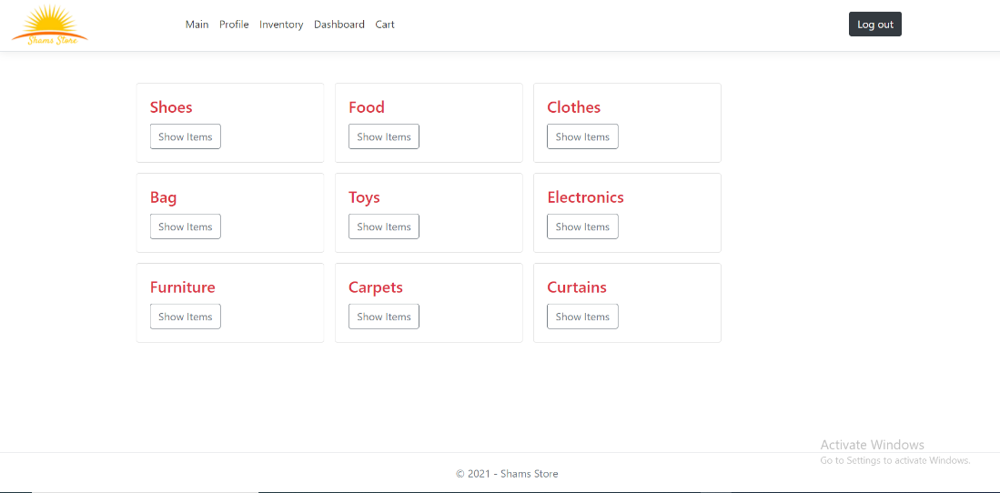 Shams Store
Main Profile Inventory Dashboard Cart
Log out
Shoes Food Clothes
Show Items Show Items Show Items
Bag Toys Electronics
Show Items Show Items Show Items
Furniture Carpets Curtains
Show Items Show Items Show Items
Activate Windows
Go to Settings to activate Windows.
© 2021 - Shams Store